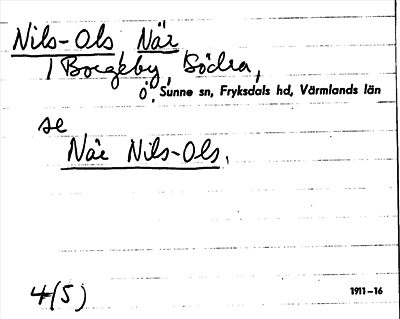 Nils-Ols När
i Borgeby, Södra,
Ö. Sunne sn, Fryksdals hd, Värmlands län
se
När Nils-Ols.
4(5)
1911-16